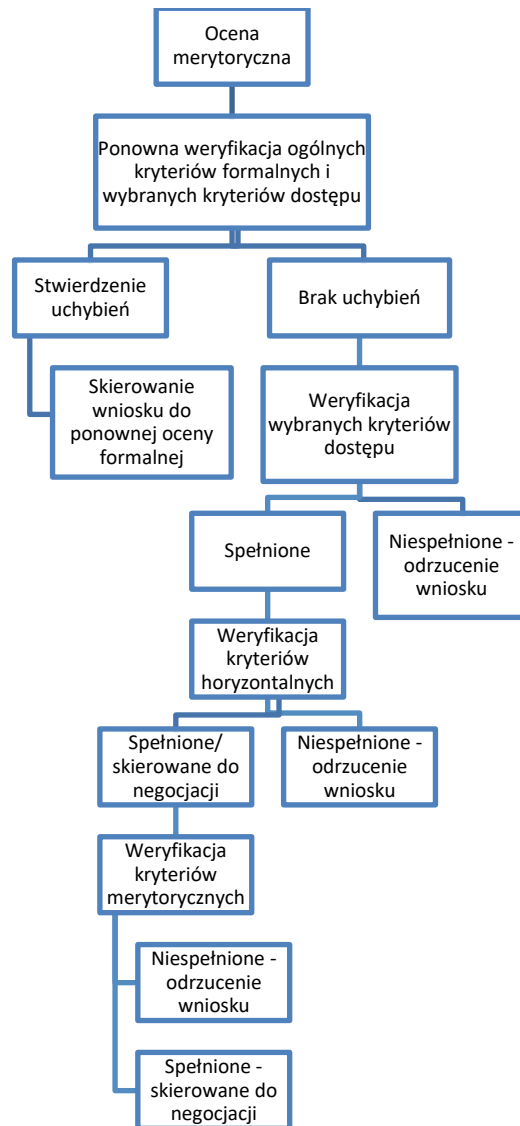 Ocena
merytoryczna
Ponowna weryfikacja ogólnych
kryteriów formalnych i
wybranych kryteriów dostępu
Stwierdzenie
uchybień
Brak uchybień
Skierowanie
wniosku do
ponownej oceny
formalnej
Weryfikacja
wybranych kryteriów
dostępu
Spełnione
Niespełnione -
odrzucenie
wniosku
Weryfikacja
kryteriów
horyzontalnych
Spełnione/
skierowane do
negocjacji
Niespełnione -
odrzucenie
wniosku
Weryfikacja
kryteriów
merytorycznych
Niespełnione -
odrzucenie
wniosku
Spełnione -
skierowane do
negocjacji